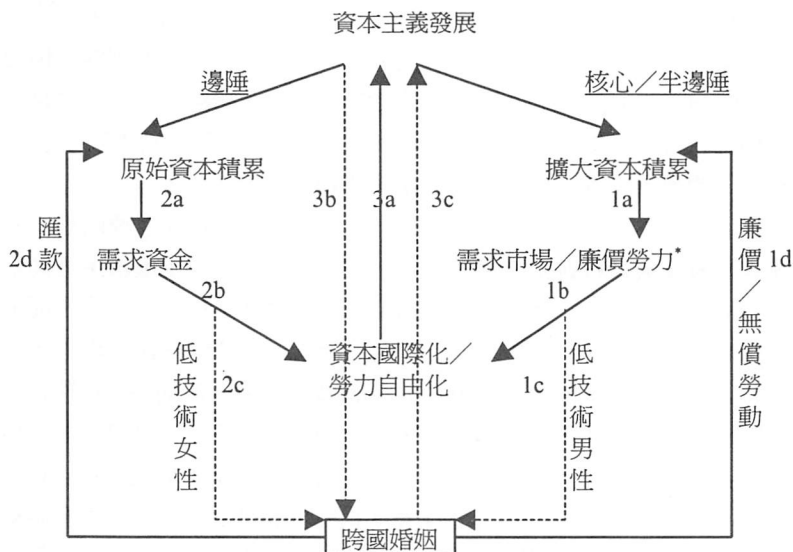 資本主義發展
邊陲
核心／半邊陲
原始資本積累
擴大資本積累
2a
3b
3a
3c
1a
匯款
2d
需求資金
需求市場／廉價勞力*
廉價／無償勞動
1d
2b
1b
資本國際化／
勞力自由化
低技術女性
2c
1c
低技術男性
跨國婚姻